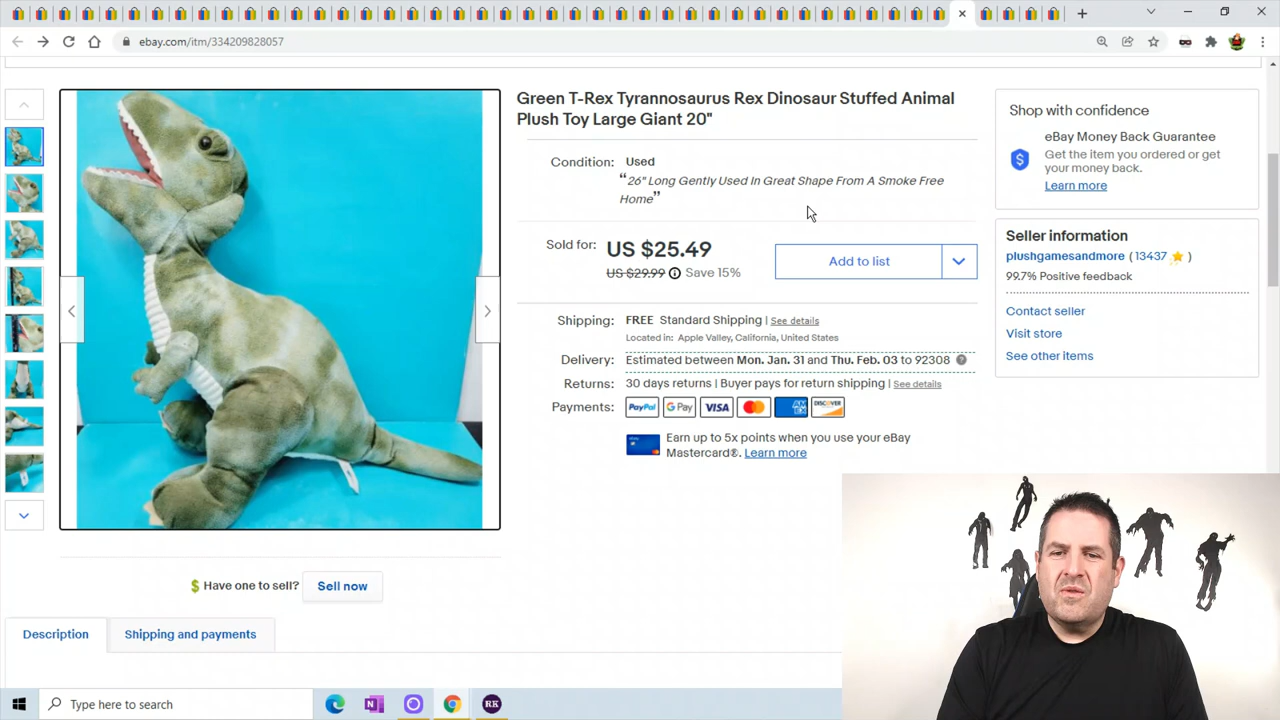 ebay.com/itm/334209828057
Green T-Rex Tyrannosaurus Rex Dinosaur Stuffed Animal
Plush Toy Large Giant 20"
Condition: Used
“26" Long Gently Used In Great Shape From A Smoke Free
Home”
Sold for: US $25.49
US $29.99 Save 15%
Add to list
Shipping: FREE Standard Shipping | See details
Located in: Apple Valley, California, United States
Delivery: Estimated between Mon. Jan. 31 and Thu. Feb. 03 to 92308
Returns: 30 days returns | Buyer pays for return shipping | See details
Payments: PayPal G Pay VISA AM EX DISCOVER
Earn up to 5x points when you use your eBay
Mastercard®. Learn more
Shop with confidence
eBay Money Back Guarantee
Get the item you ordered or get
your money back.
Learn more
Seller information
plushgamesandmore (13437)
99.7% Positive feedback
Contact seller
Visit store
See other items
$ Have one to sell? Sell now
Description
Shipping and payments
Type here to search
N
RK